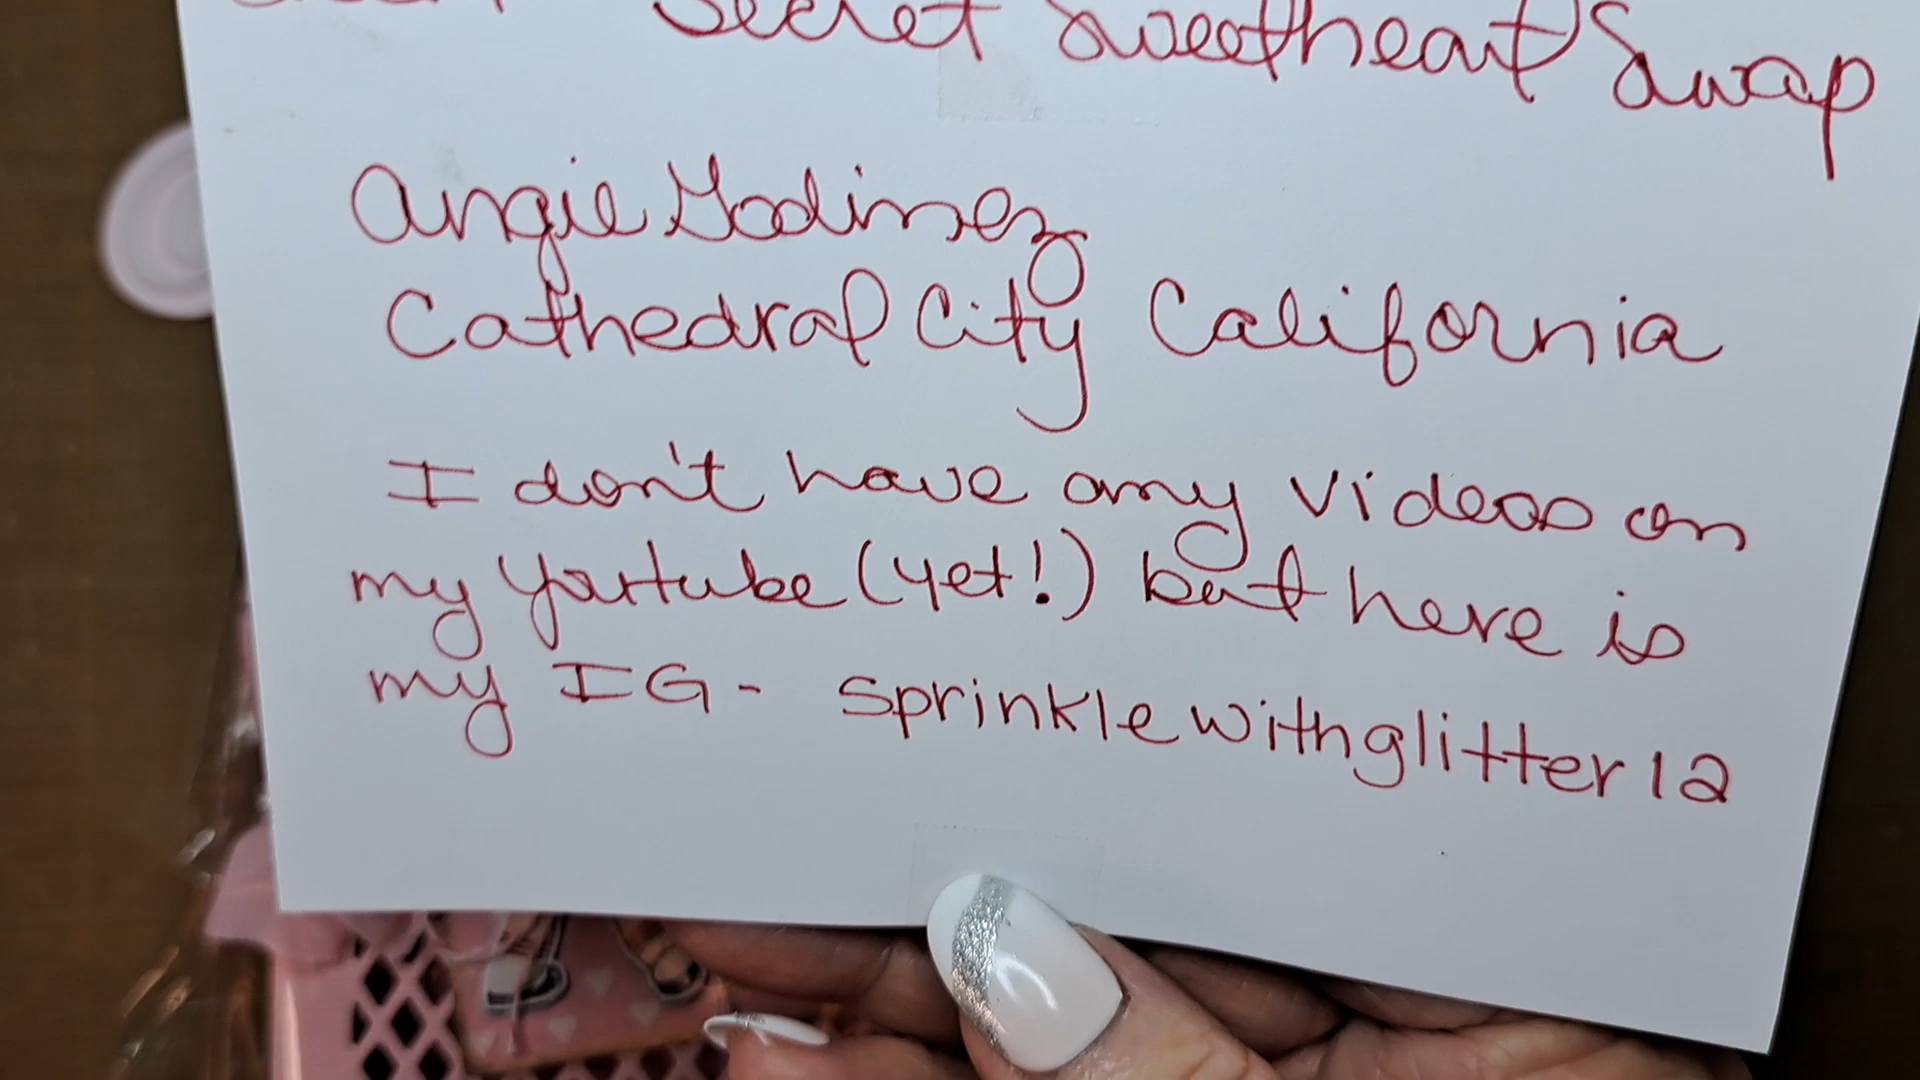 Secret Sweetheart Swap
Angie Godinez
Cathedral City California
I don't have any videos on
my Youtube (yet!) but here is
my IG - sprinklewithglitter12